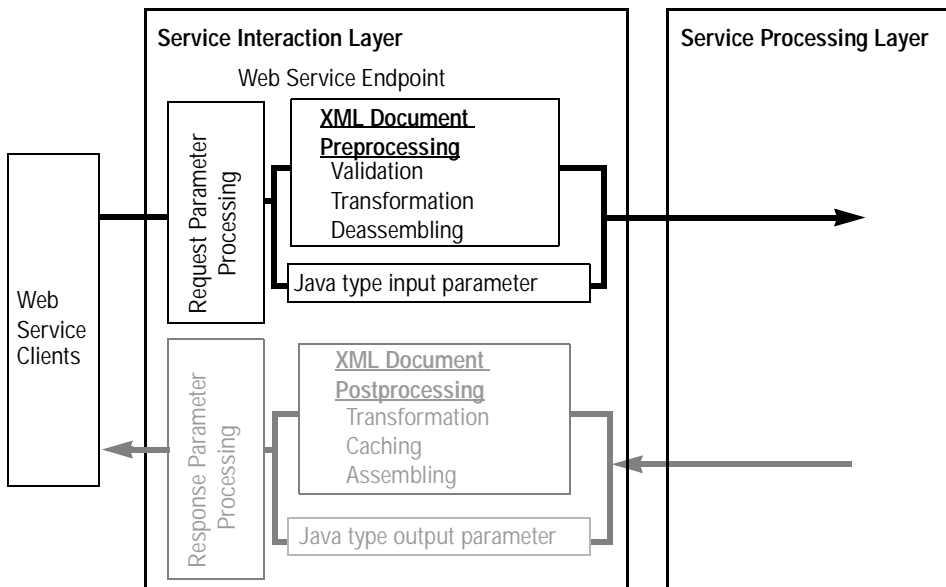 Service Interaction Layer
Service Processing Layer
Web Service Endpoint
Web
Service
Clients
Request Parameter
Processing
XML Document
Preprocessing
Validation
Transformation
Deassembling
Java type input parameter
Response Parameter
Processing
XML Document
Postprocessing
Transformation
Caching
Assembling
Java type output parameter